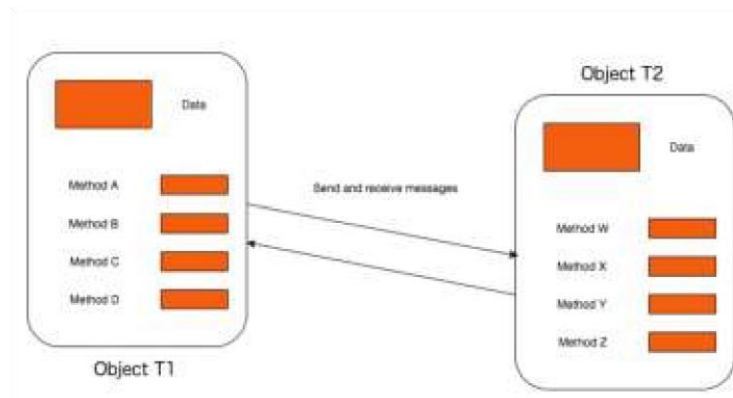 Object T2
Data
Data
Method A
Send and receive messages
Method B
Method W
Method C
Method X
Method D
Method Y
Method Z
Object T1